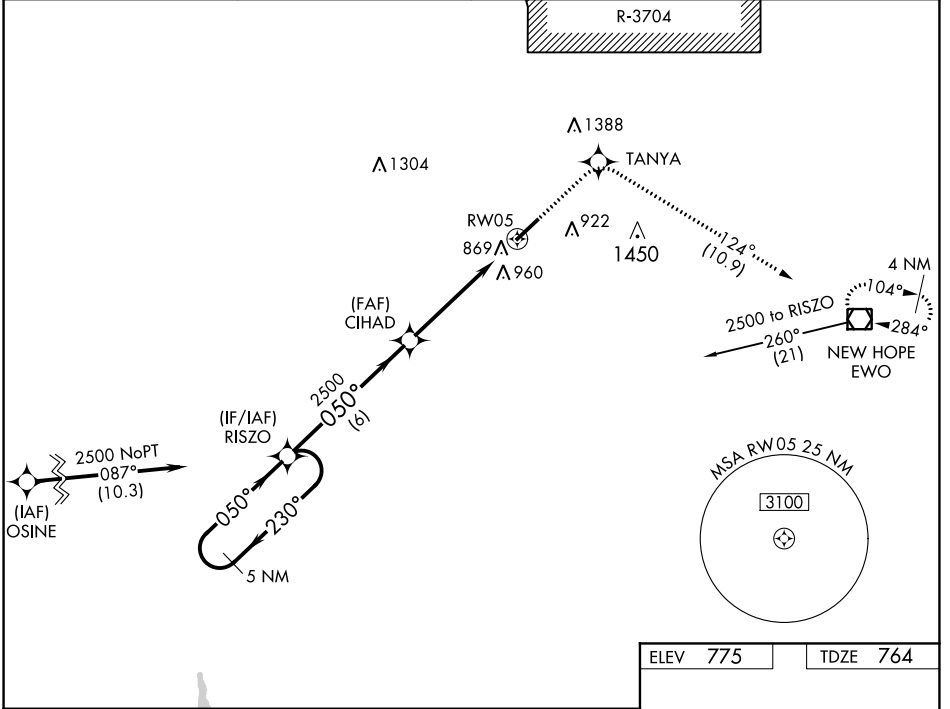 R-3704
1388
TANYA
1304
RW05
922
869
1450
124°
(10.9)
960
4 NM
104°
(FAF)
CIHAD
2500 to RISZO
260°
(21)
284°
NEW HOPE
EWO
2500
050°
(6)
(IF/IAF)
RISZO
2500 NoPT
087°
(10.3)
(IAF)
OSINE
050°
230°
5 NM
MSA RW05 25 NM
3100
ELEV 775
TDZE 764